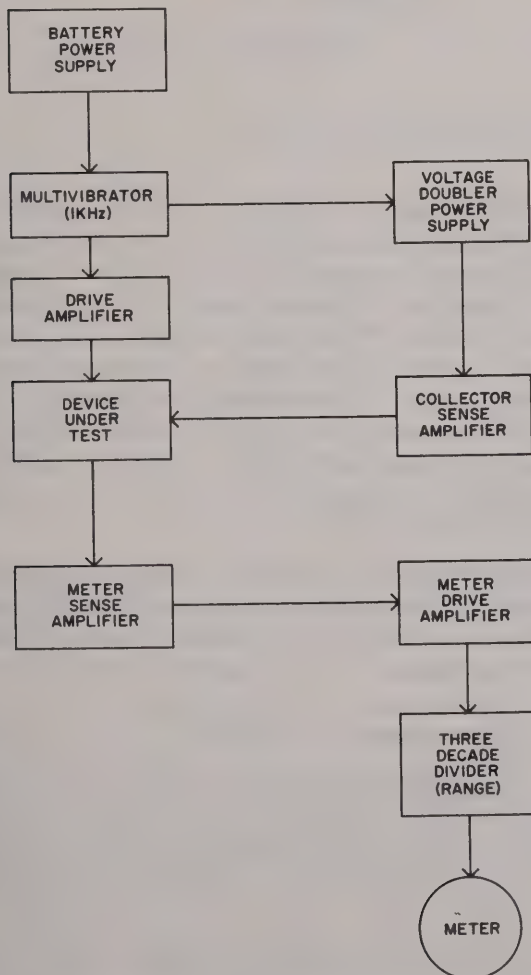 BATTERY
POWER
SUPPLY
MULTIVIBRATOR
(1KHz)
VOLTAGE
DOUBLER
POWER
SUPPLY
DRIVE
AMPLIFIER
DEVICE
UNDER
TEST
COLLECTOR
SENSE
AMPLIFIER
METER
SENSE
AMPLIFIER
METER
DRIVE
AMPLIFIER
THREE
DECADE
DIVIDER
(RANGE)
METER